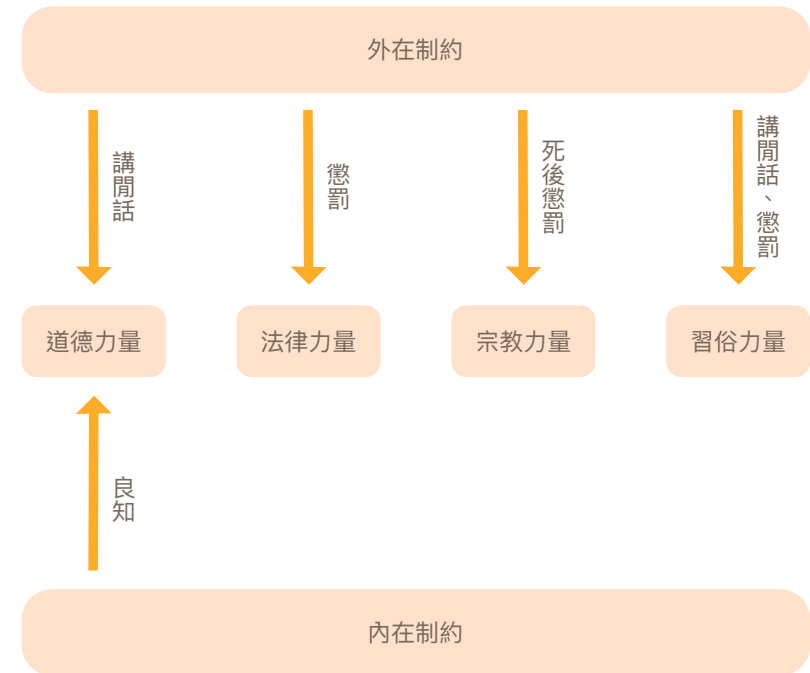 外在制約
講閒話
懲罰
死後懲罰
講閒話、懲罰
道德力量
法律力量
宗教力量
習俗力量
良知
內在制約